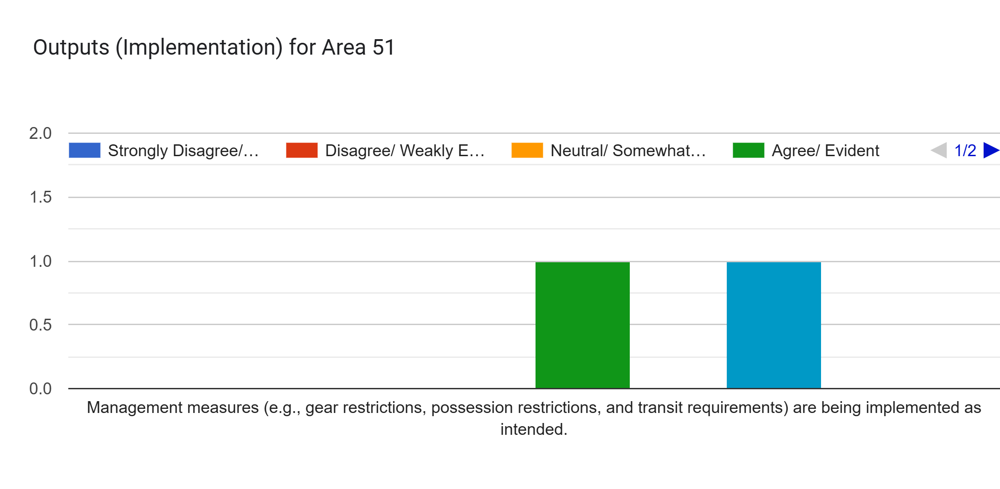 Outputs (Implementation) for Area 51
2.0
Strongly Disagree/… Disagree/ Weakly E… Neutral/ Somewhat… Agree/ Evident 1/2
1.5
1.0
0.5
0.0
Management measures (e.g., gear restrictions, possession restrictions, and transit requirements) are being implemented as
intended.